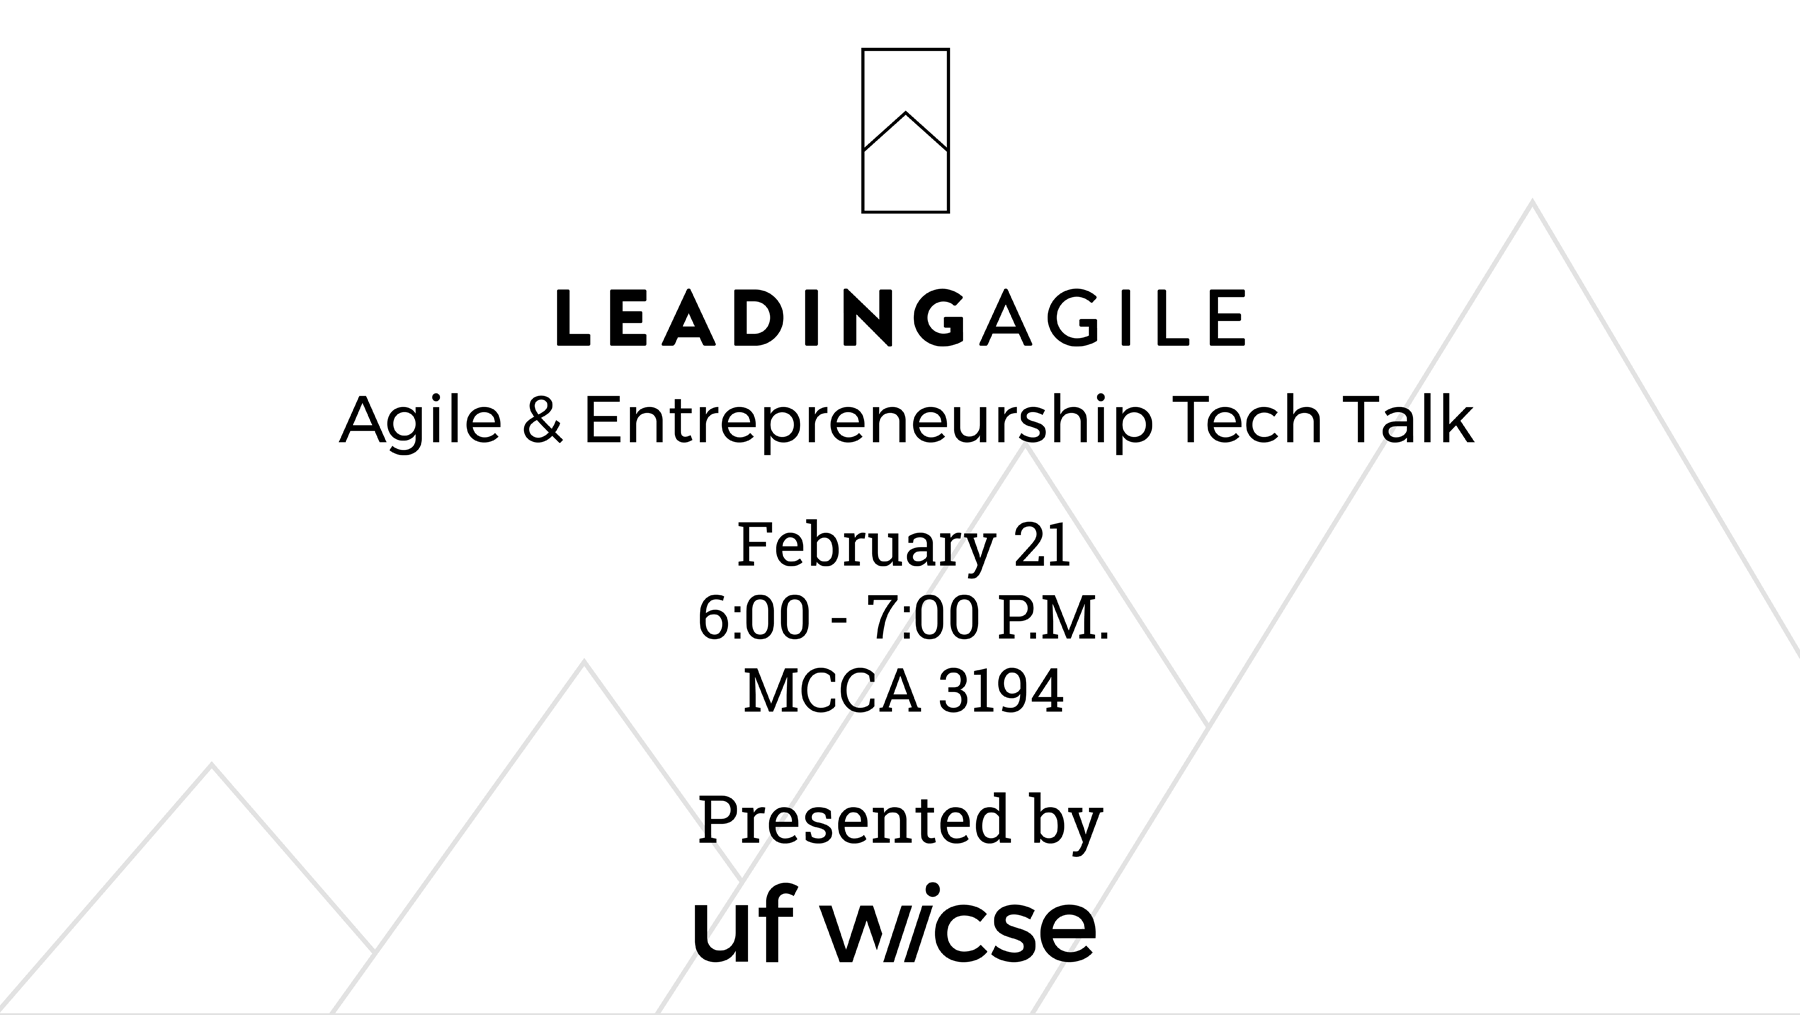 LEADINGAGILE
Agile & Entrepreneurship Tech Talk
February 21
6:00 - 7:00 P.M.
MCCA 3194
Presented by
uf wicse